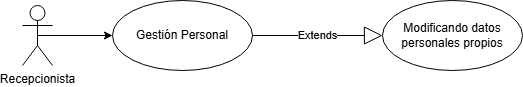 Gestión Personal
Extends
Modificando datos
personales propios
Recepcionista